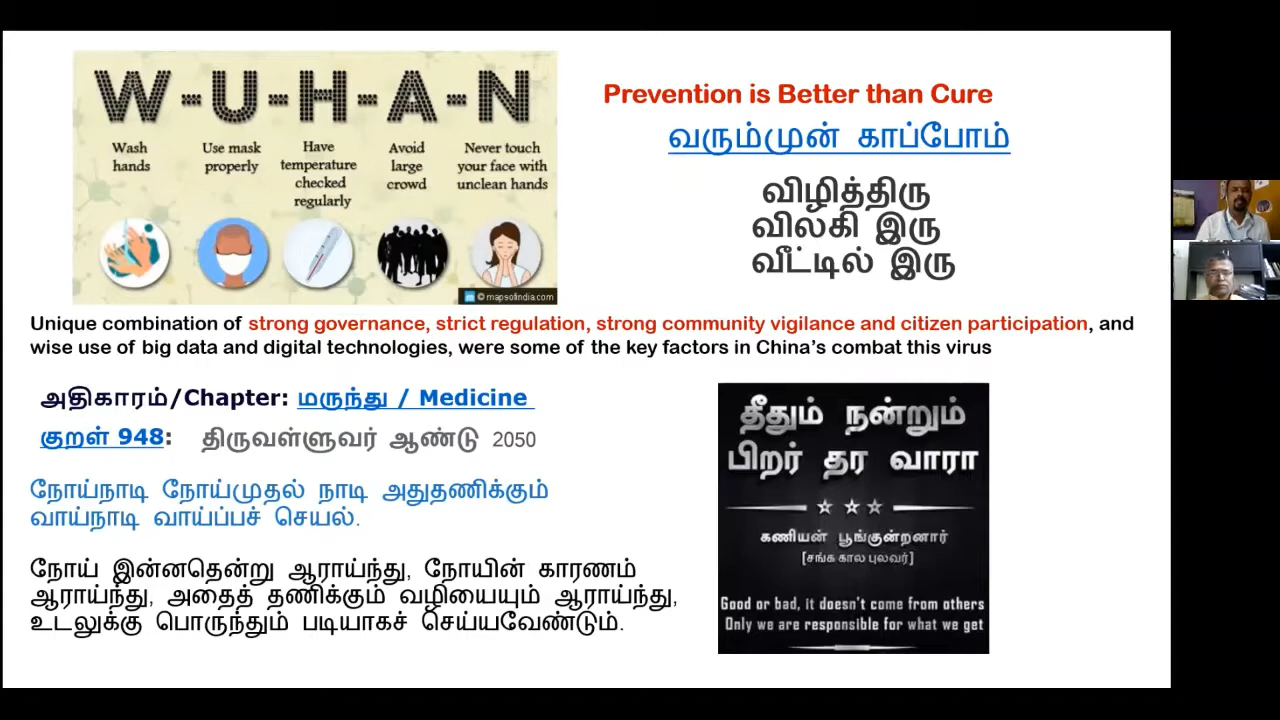 W-U-H-A-N
Wash
hands
Use mask
properly
Have
temperature
checked
regularly
Avoid
large
crowd
Never touch
your face with
unclean hands
© mapsofindia.com
Prevention is Better than Cure
வரும்முன் காப்போம்
விழித்திரு
விலகி இரு
வீட்டில் இரு
Unique combination of strong governance, strict regulation, strong community vigilance and citizen participation, and
wise use of big data and digital technologies, were some of the key factors in China's combat this virus
அதிகாரம்/Chapter: மருந்து / Medicine
குறள் 948: திருவள்ளுவர் ஆண்டு 2050
நோய்நாடி நோய்முதல் நாடி அதுதணிக்கும்
வாய்நாடி வாய்ப்பச் செயல்.
நோய் இன்னதென்று ஆராய்ந்து, நோயின் காரணம்
ஆராய்ந்து, அதைத் தணிக்கும் வழியையும் ஆராய்ந்து,
உடலுக்கு பொருந்தும் படியாகச் செய்யவேண்டும்.
தீதும் நன்றும்
பிறர் தர வாரா
கணியன் பூங்குன்றனார்
[சங்க கால புலவர்]
Good or bad, it doesn't come from others
Only we are responsible for what we get